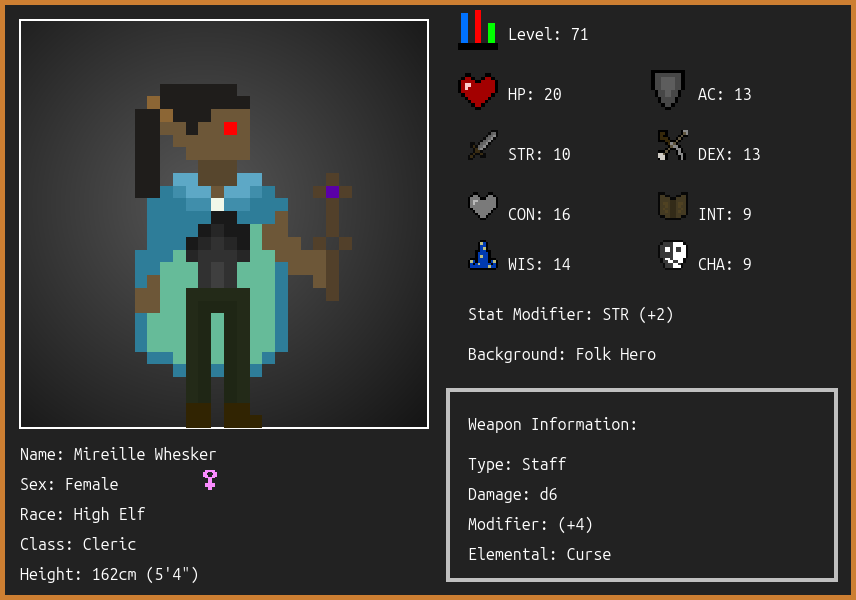 Level: 71
HP: 20
AC: 13
STR: 10
DEX: 13
CON: 16
INT: 9
WIS: 14
CHA: 9
Stat Modifier: STR (+2)
Background: Folk Hero
Weapon Information:
Type: Staff
Damage: d6
Modifier: (+4)
Elemental: Curse
Name: Mireille Whesker
Sex: Female
Race: High Elf
Class: Cleric
Height: 162cm (5'4")